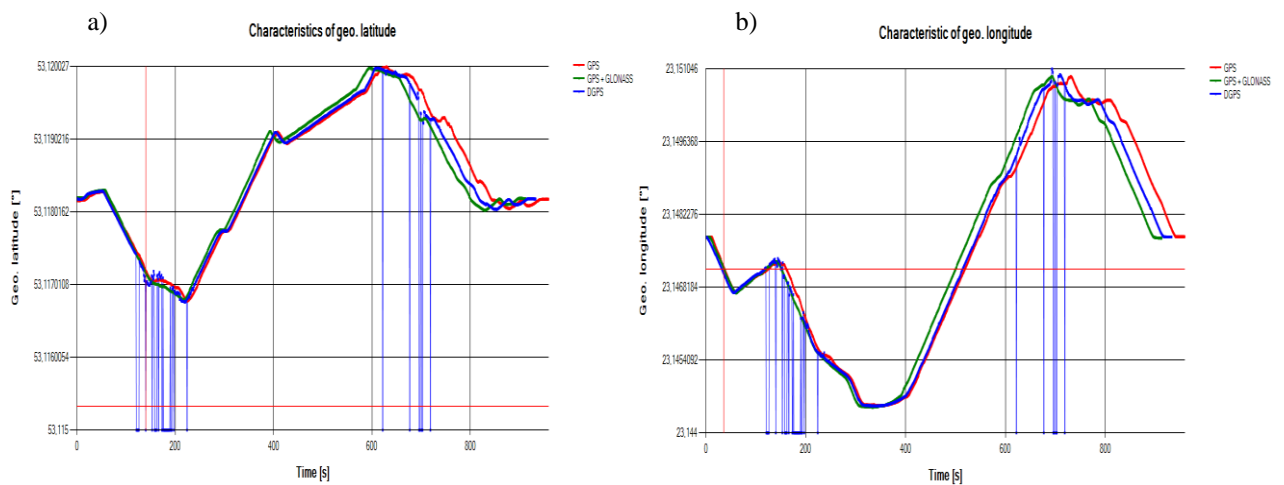 a)
Characteristics of geo. latitude
53,120027
53,1190216
53,1180162
53,1170108
53,1160054
53,115
Geo. latitude [°]
0
200
400
600
800
Time [s]
GPS
GPS + GLONASS
DGPS
b)
Characteristic of geo. longitude
23,151046
23,1496368
23,1482276
23,1468184
23,1454092
23,144
Geo. longitude [°]
0
200
400
600
800
Time [s]
GPS
GPS + GLONASS
DGPS